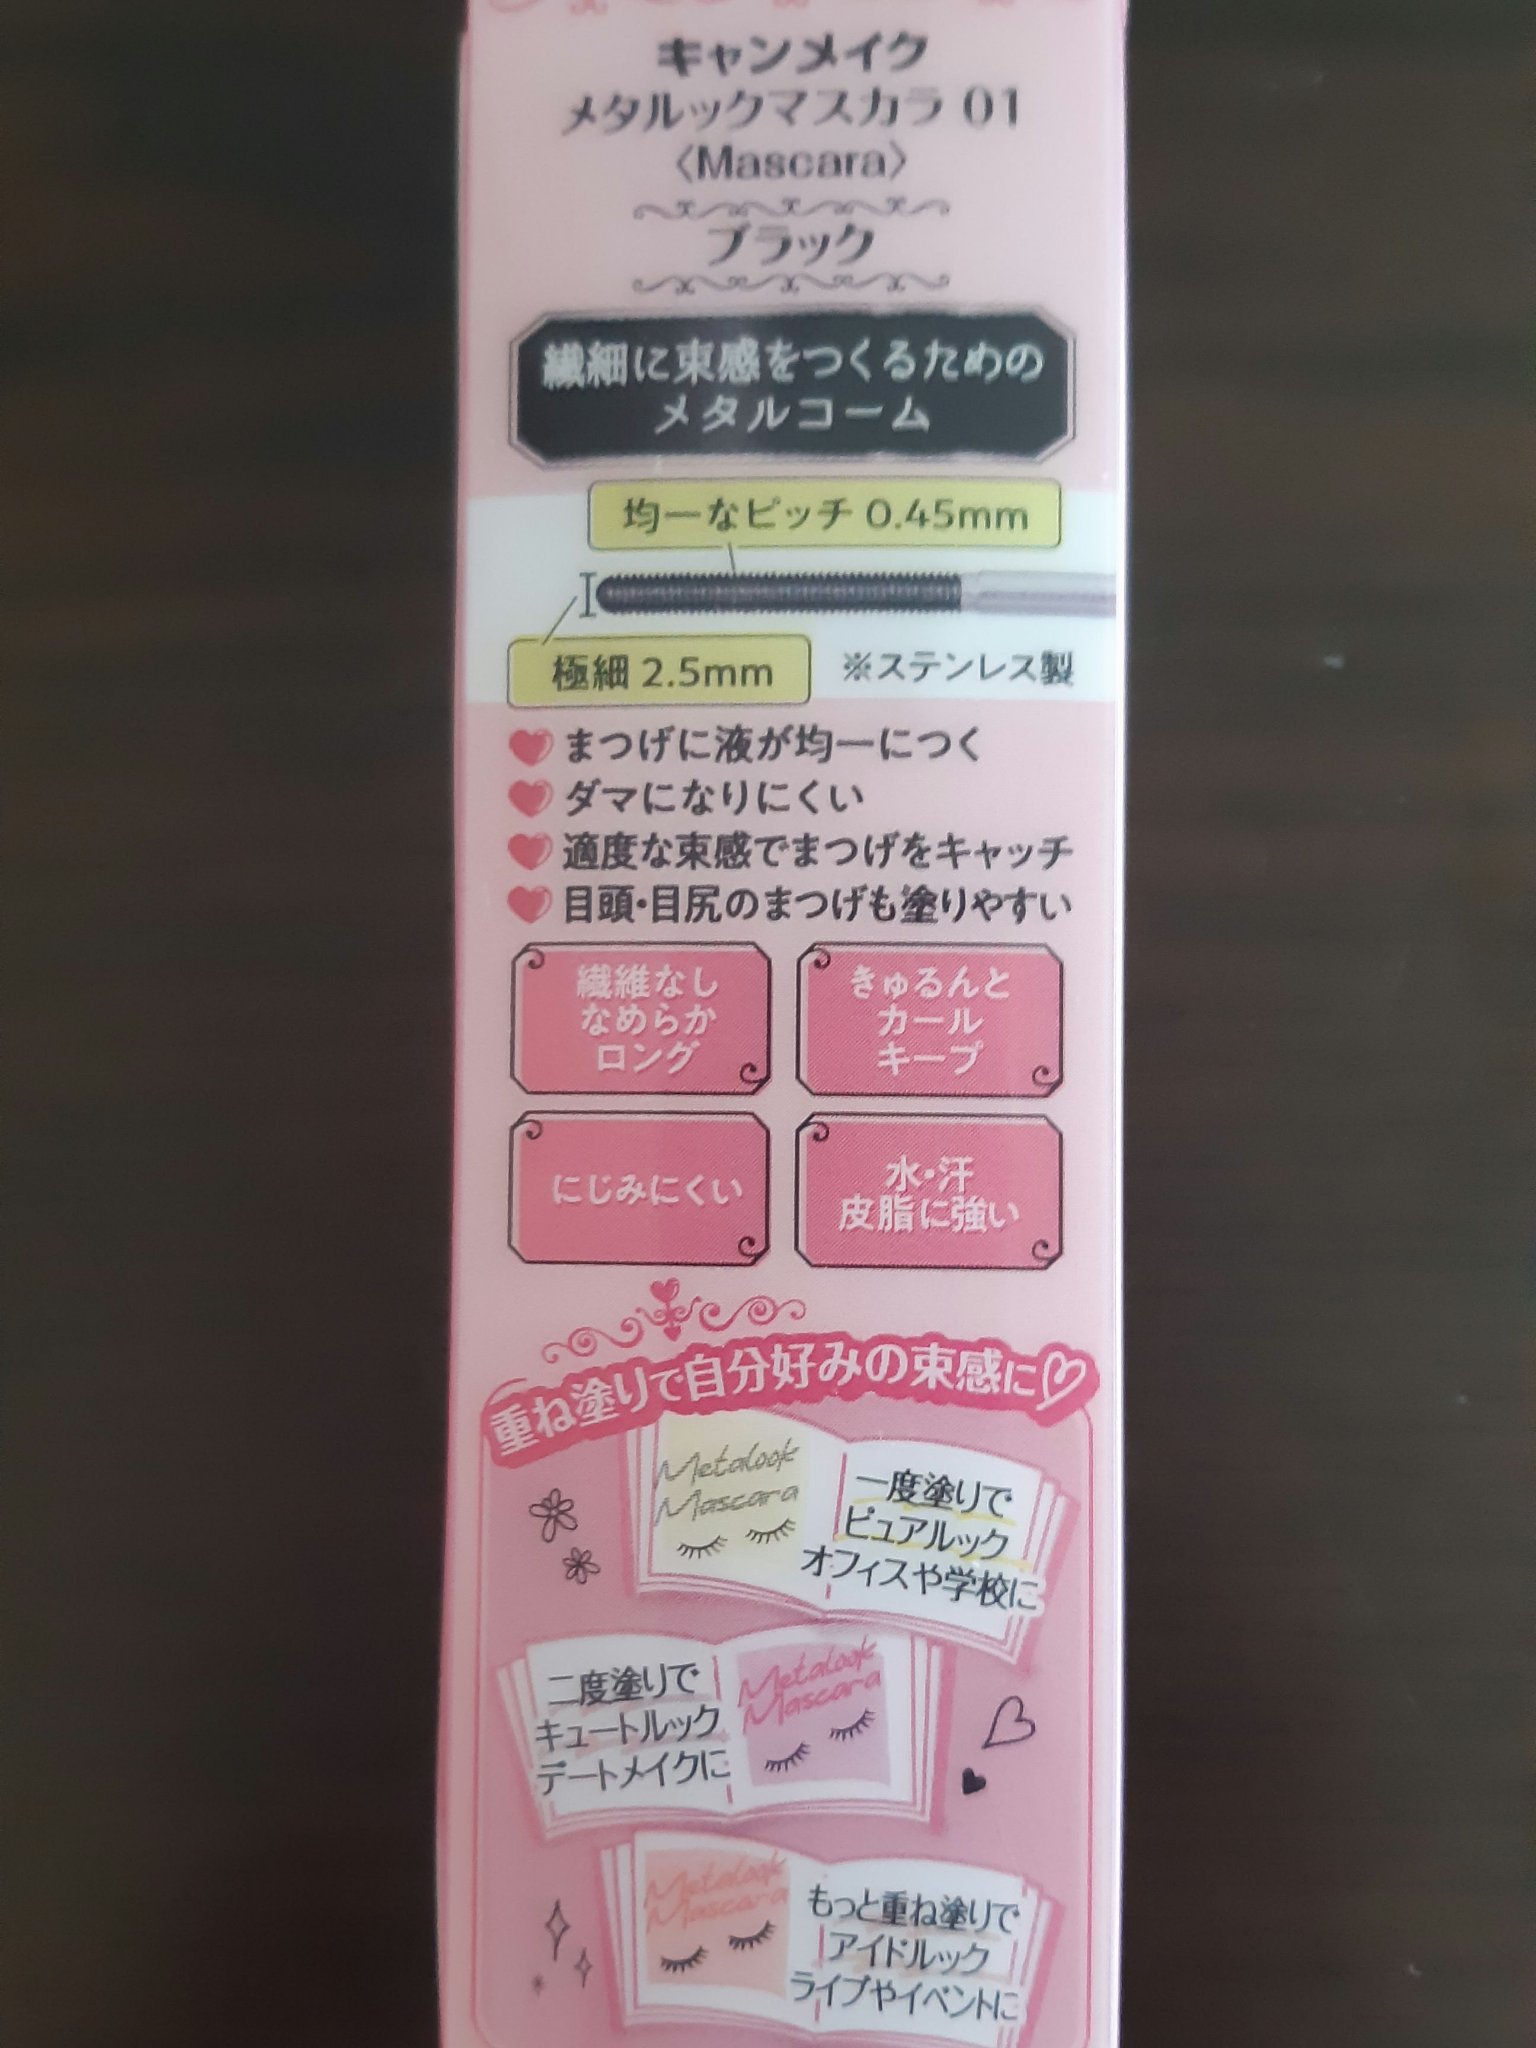 キャンメイク
メタルックマスカラ 01
〈Mascara〉
ブラック
繊細に束感をつくるための
メタルコーム
均一なピッチ 0.45mm
極細 2.5mm
※ステンレス製
まつげに液が均一につく
ダマになりにくい
適度な束感でまつげをキャッチ
目頭・目尻のまつげも塗りやすい
繊維なし
なめらか
ロング
きゅるんと
カール
キープ
にじみにくい
水・汗
皮脂に強い
重ね塗りで自分好みの束感に♡
Metalook
Mascara
一度塗りで
ピュアルック
オフィスや学校に
二度塗りで
キュートルック
デートメイクに
Metalook
Mascara
Metalook
Mascara
もっと重ね塗りで
アイドルック
ライブやイベントに